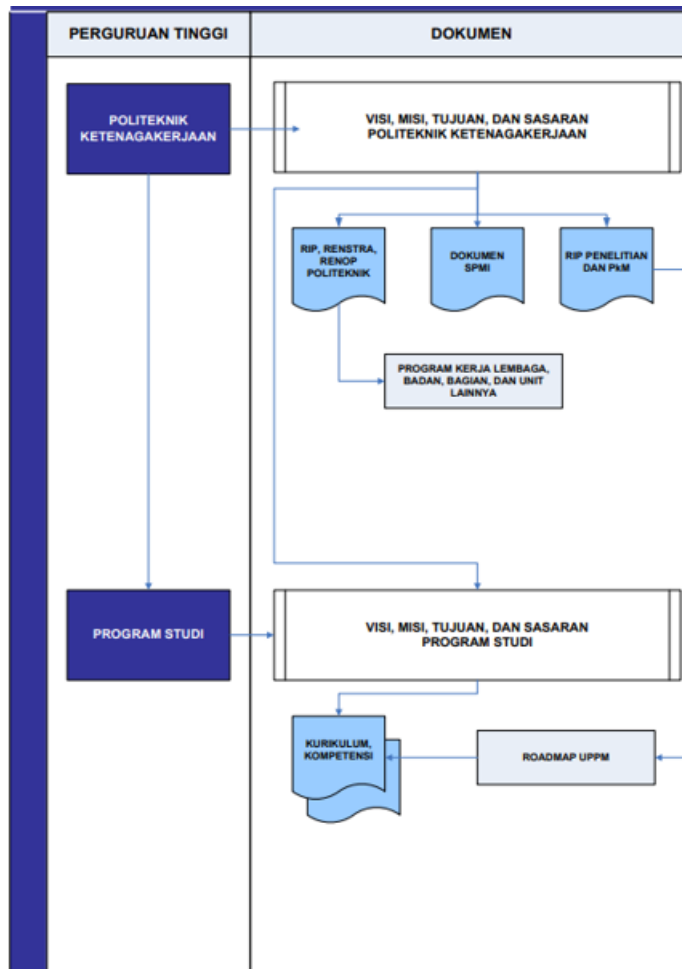 PERGURUAN TINGGI
DOKUMEN
POLITEKNIK
KETENAGAKERJAAN
VISI, MISI, TUJUAN, DAN SASARAN
POLITEKNIK KETENAGAKERJAAN
RIP, RENSTRA,
RENOP
POLITEKNIK
DOKUMEN
SPMI
RIP PENELITIAN
DAN PkM
PROGRAM KERJA LEMBAGA,
BADAN, BAGIAN, DAN UNIT
LAINNYA
PROGRAM STUDI
VISI, MISI, TUJUAN, DAN SASARAN
PROGRAM STUDI
KURIKULUM,
KOMPETENSI
ROADMAP UPPM